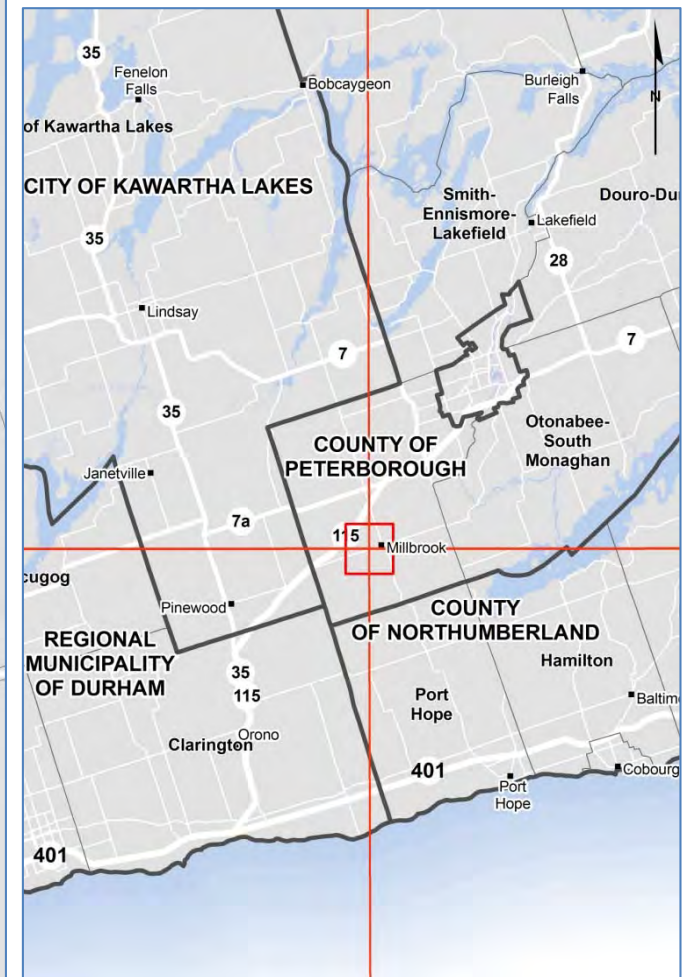 35
Fenelon
Falls
Bobcaygeon
Burleigh
Falls
N
of Kawartha Lakes
CITY OF KAWARTHA LAKES
Smith-
Ennismore-
Lakefield
Douro-Du
Lakefield
35
28
Lindsay
7
7
35
Otonabee-
South
Monaghan
COUNTY OF
PETERBOROUGH
Janetville
7a
115
Millbrook
cugog
Pinewood
COUNTY
OF NORTHUMBERLAND
REGIONAL
MUNICIPALITY
OF DURHAM
Hamilton
35
115
Port
Hope
Baltim
Orono
Clarington
401
Cobourg
Port
Hope
401